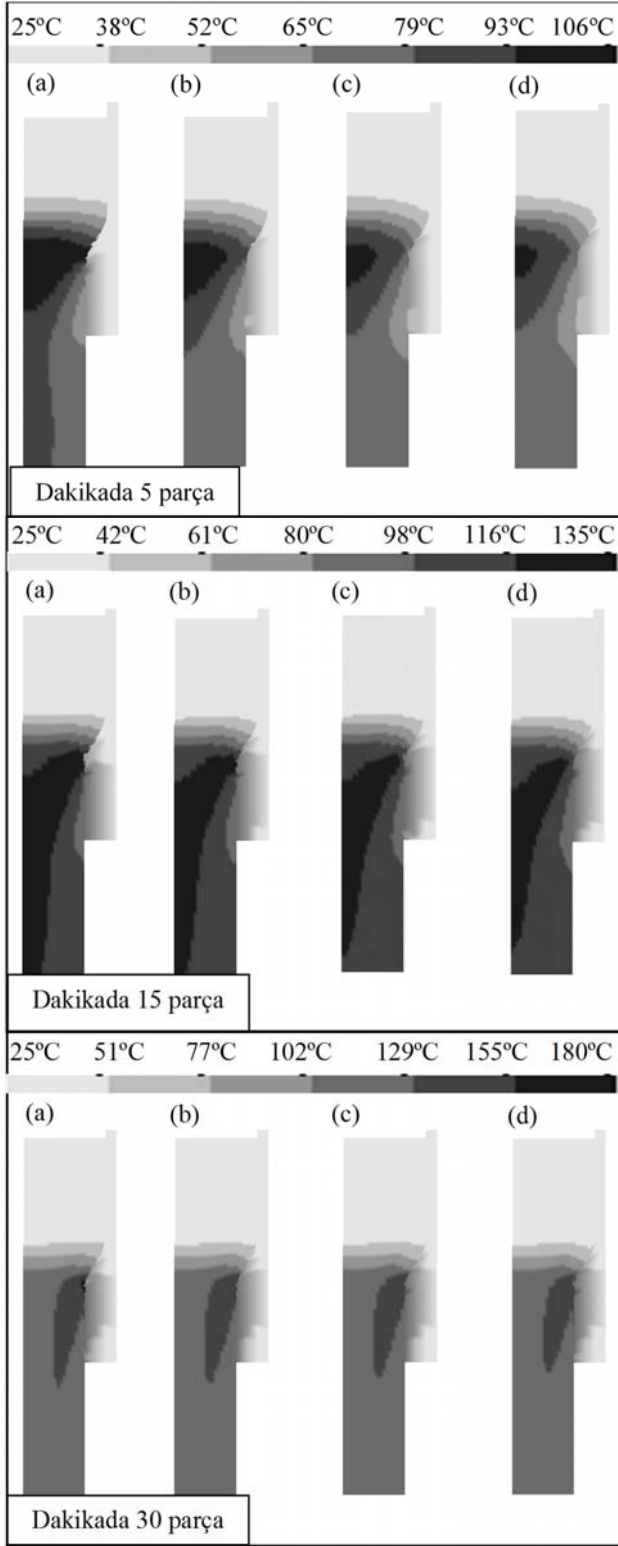 25ºC 38ºC 52ºC 65ºC 79ºC 93ºC 106ºC
(a) (b) (c) (d)
Dakikada 5 parça
25ºC 42ºC 61ºC 80ºC 98ºC 116ºC 135ºC
(a) (b) (c) (d)
Dakikada 15 parça
25ºC 51ºC 77ºC 102ºC 129ºC 155ºC 180ºC
(a) (b) (c) (d)
Dakikada 30 parça